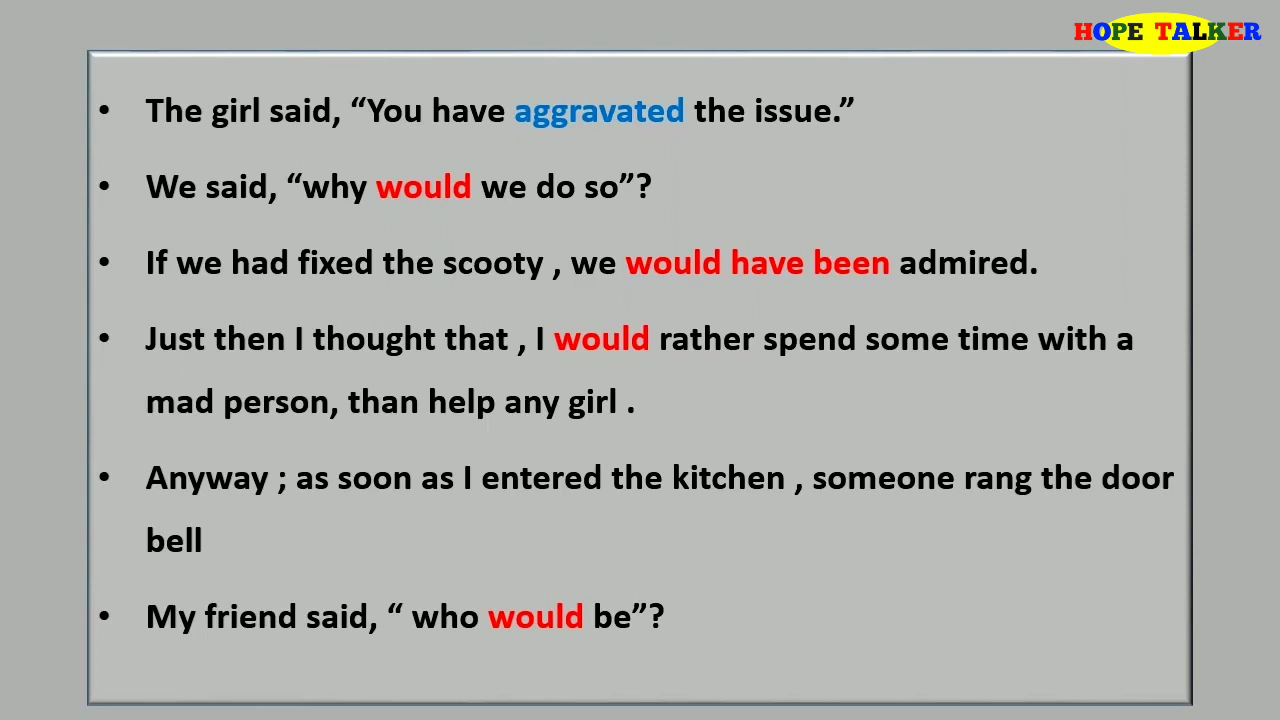 HOPE TALKER
• The girl said, “You have aggravated the issue.”
• We said, “why would we do so”?
• If we had fixed the scooty , we would have been admired.
• Just then I thought that , I would rather spend some time with a
mad person, than help any girl .
• Anyway ; as soon as I entered the kitchen , someone rang the door
bell
• My friend said, “ who would be”?